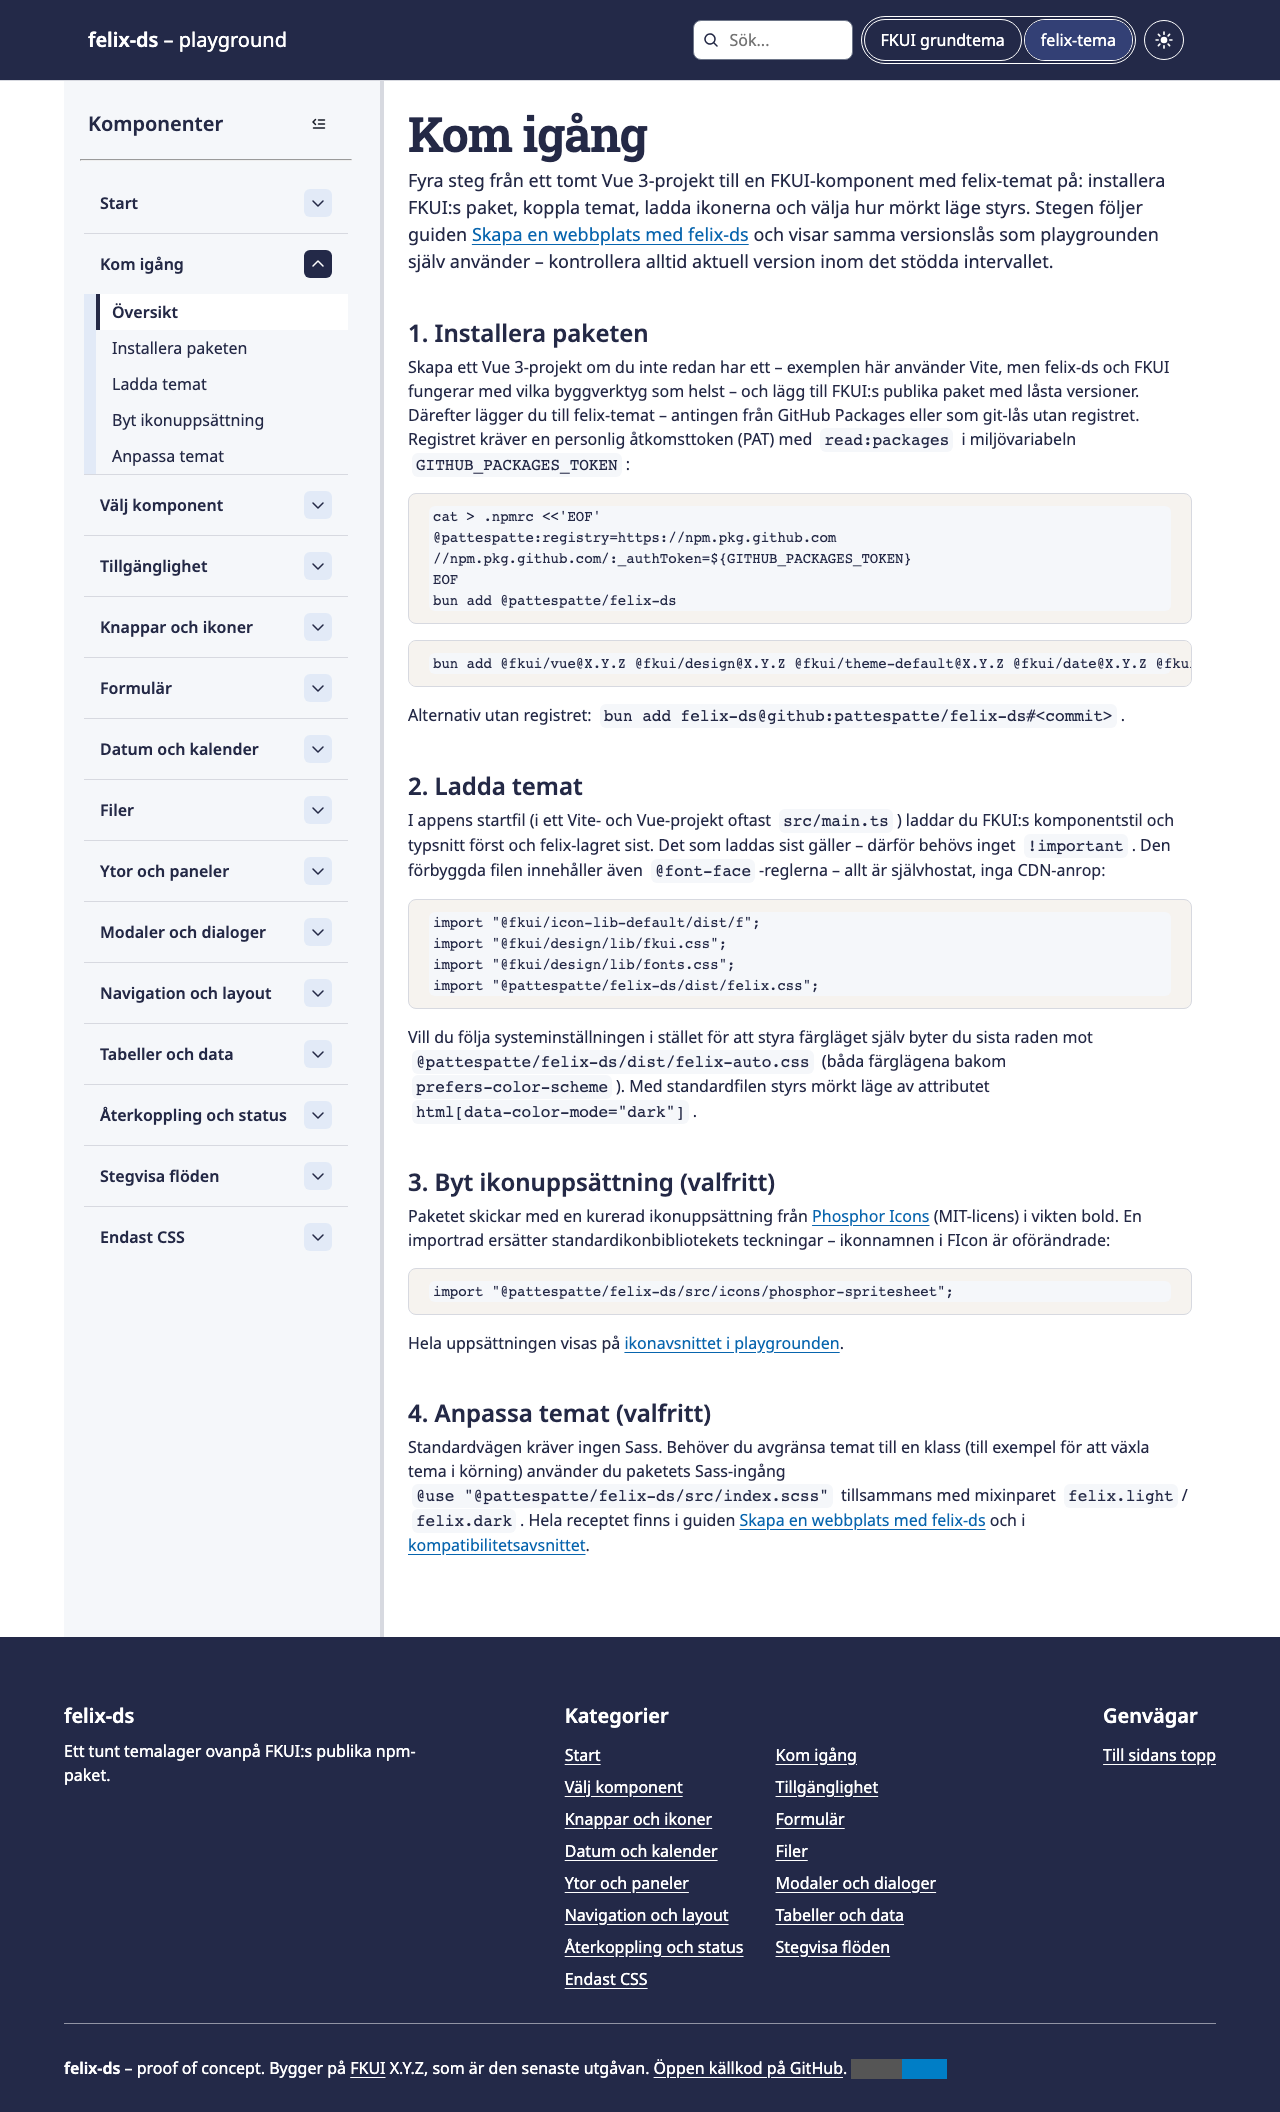 felix-ds – playground
Sök...
FKUI grundtema
felix-tema
Komponenter
Start
Kom igång
Översikt
Installera paketen
Ladda temat
Byt ikonuppsättning
Anpassa temat
Välj komponent
Tillgänglighet
Knappar och ikoner
Formulär
Datum och kalender
Filer
Ytor och paneler
Modaler och dialoger
Navigation och layout
Tabeller och data
Återkoppling och status
Stegvisa flöden
Endast CSS
Kom igång
Fyra steg från ett tomt Vue 3-projekt till en FKUI-komponent med felix-temat på: installera
FKUI:s paket, koppla temat, ladda ikonerna och välja hur mörkt läge styrs. Stegen följer
guiden Skapa en webbplats med felix-ds och visar samma versionslås som playgrounden
själv använder – kontrollera alltid aktuell version inom det stödda intervallet.
1. Installera paketen
Skapa ett Vue 3-projekt om du inte redan har ett – exemplen här använder Vite, men felix-ds och FKUI
fungerar med vilka byggverktyg som helst – och lägg till FKUI:s publika paket med låsta versioner.
Därefter lägger du till felix-temat – antingen från GitHub Packages eller som git-lås utan registret.
Registret kräver en personlig åtkomsttoken (PAT) med read:packages i miljövariabeln
GITHUB_PACKAGES_TOKEN :
cat > .npmrc <<'EOF'
@pattespatte:registry=https://npm.pkg.github.com
//npm.pkg.github.com/:_authToken=${GITHUB_PACKAGES_TOKEN}
EOF
bun add @pattespatte/felix-ds
bun add @fkui/vue@X.Y.Z @fkui/design@X.Y.Z @fkui/theme-default@X.Y.Z @fkui/date@X.Y.Z @fkui
Alternativ utan registret: bun add felix-ds@github:pattespatte/felix-ds#<commit> .
2. Ladda temat
I appens startfil (i ett Vite- och Vue-projekt oftast src/main.ts ) laddar du FKUI:s komponentstil och
typsnitt först och felix-lagret sist. Det som laddas sist gäller – därför behövs inget !important . Den
förbyggda filen innehåller även @font-face -reglerna – allt är självhostat, inga CDN-anrop:
import "@fkui/icon-lib-default/dist/f";
import "@fkui/design/lib/fkui.css";
import "@fkui/design/lib/fonts.css";
import "@pattespatte/felix-ds/dist/felix.css";
Vill du följa systeminställningen i stället för att styra färgläget själv byter du sista raden mot
@pattespatte/felix-ds/dist/felix-auto.css (båda färglägena bakom
prefers-color-scheme ). Med standardfilen styrs mörkt läge av attributet
html[data-color-mode="dark"] .
3. Byt ikonuppsättning (valfritt)
Paketet skickar med en kurerad ikonuppsättning från Phosphor Icons (MIT-licens) i vikten bold. En
importrad ersätter standardikonbibliotekets teckningar – ikonnamnen i FIcon är oförändrade:
import "@pattespatte/felix-ds/src/icons/phosphor-spritesheet";
Hela uppsättningen visas på ikonavsnittet i playgrounden.
4. Anpassa temat (valfritt)
Standardvägen kräver ingen Sass. Behöver du avgränsa temat till en klass (till exempel för att växla
tema i körning) använder du paketets Sass-ingång
@use "@pattespatte/felix-ds/src/index.scss" tillsammans med mixinparet felix.light /
felix.dark . Hela receptet finns i guiden Skapa en webbplats med felix-ds och i
kompatibilitetsavsnittet.
felix-ds
Ett tunt temalager ovanpå FKUI:s publika npm-
paket.
Kategorier
Start
Kom igång
Välj komponent
Tillgänglighet
Knappar och ikoner
Formulär
Datum och kalender
Filer
Ytor och paneler
Modaler och dialoger
Navigation och layout
Tabeller och data
Återkoppling och status
Stegvisa flöden
Endast CSS
Genvägar
Till sidans topp
felix-ds – proof of concept. Bygger på FKUI X.Y.Z, som är den senaste utgåvan. Öppen källkod på GitHub.